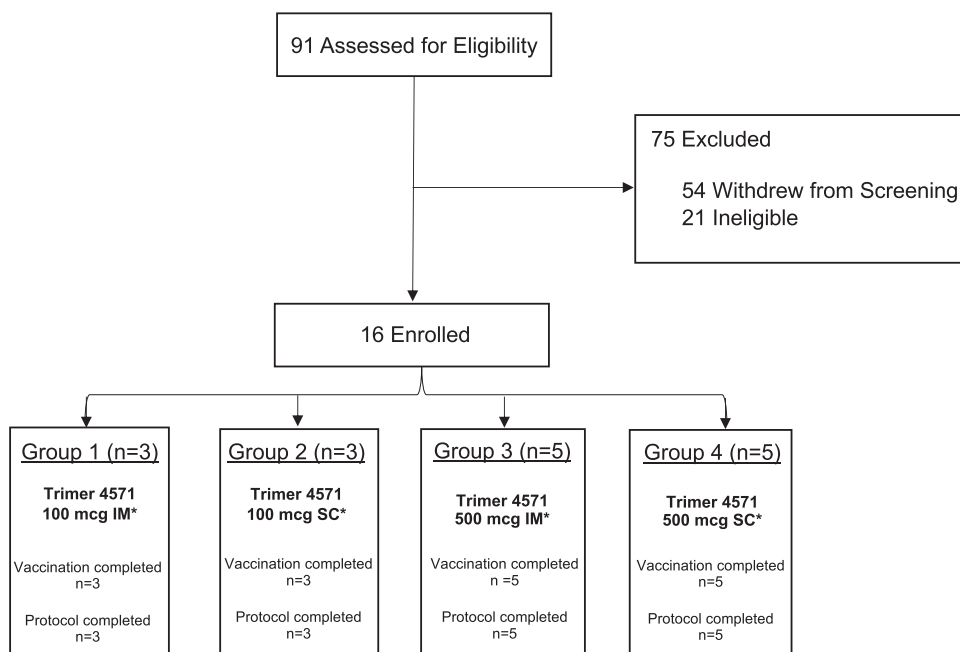 91 Assessed for Eligibility
75 Excluded
54 Withdrew from Screening
21 Ineligible
16 Enrolled
Group 1 (n=3)
Trimer 4571
100 mcg IM*
Vaccination completed
n=3
Protocol completed
n=3
Group 2 (n=3)
Trimer 4571
100 mcg SC*
Vaccination completed
n=3
Protocol completed
n=3
Group 3 (n=5)
Trimer 4571
500 mcg IM*
Vaccination completed
n =5
Protocol completed
n=5
Group 4 (n=5)
Trimer 4571
500 mcg SC*
Vaccination completed
n=5
Protocol completed
n=5